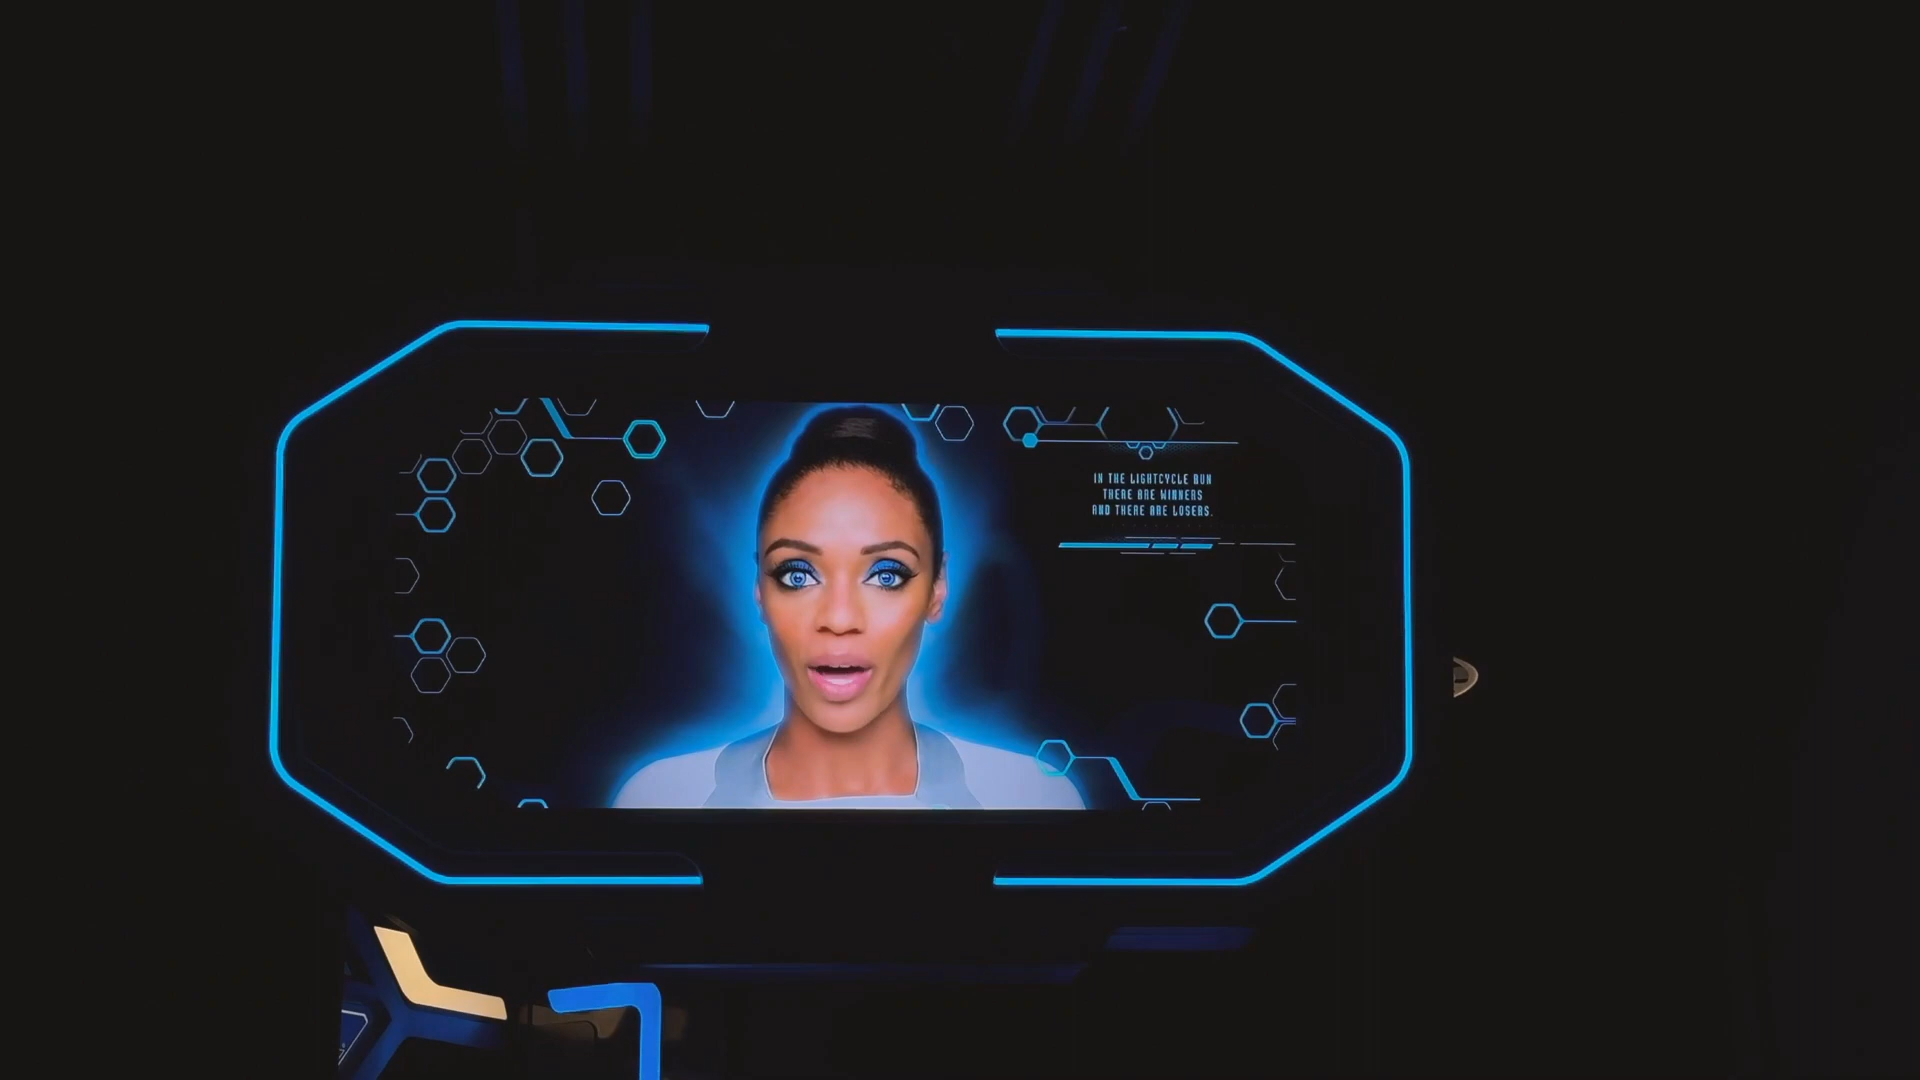 IN THE LIGHTCYCLE RUN
THERE ARE WINNERS
AND THERE ARE LOSERS.